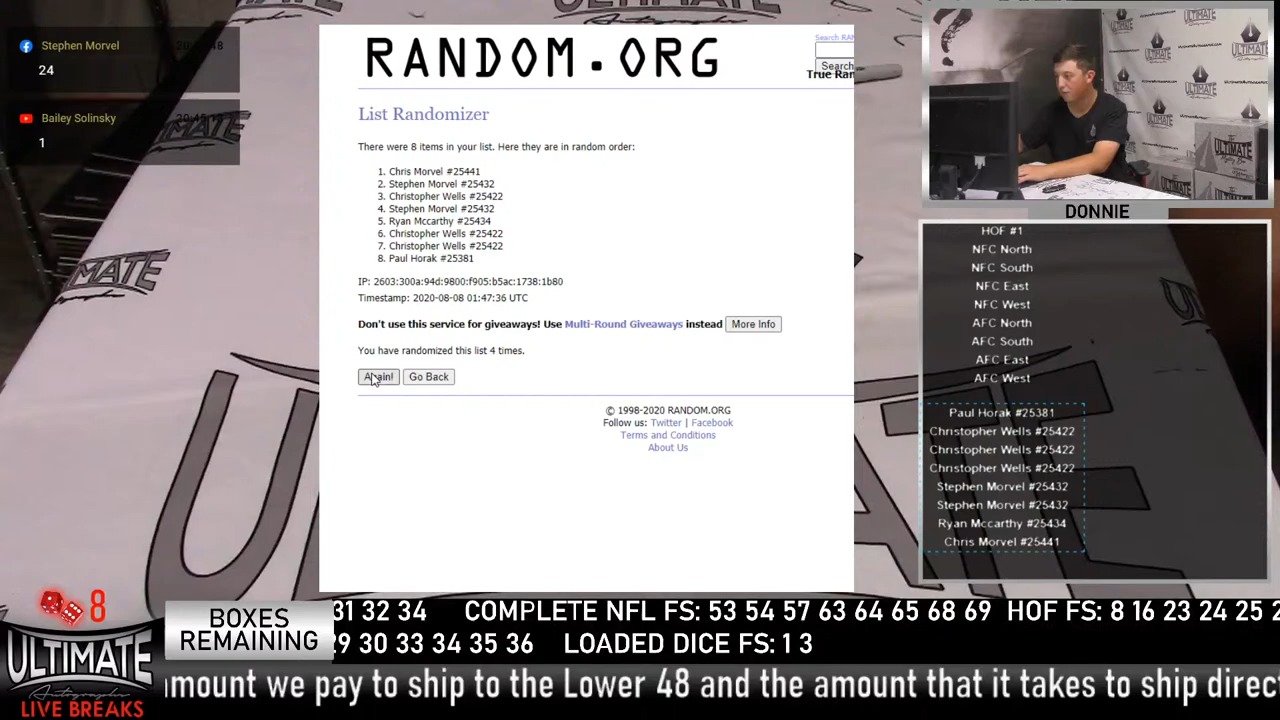 Stephen Morvel
24
Bailey Solinsky
1
RANDOM.ORG
Search RAN
Search
True Ran
List Randomizer
There were 8 items in your list. Here they are in random order:
1. Chris Morvel #25441
2. Stephen Morvel #25432
3. Christopher Wells #25422
4. Stephen Morvel #25432
5. Ryan Mccarthy #25434
6. Christopher Wells #25422
7. Christopher Wells #25422
8. Paul Horak #25381
IP: 2603:300a:94d:9800:f905:b5ac:1738:1b80
Timestamp: 2020-08-08 01:47:36 UTC
Don't use this service for giveaways! Use Multi-Round Giveaways instead More Info
You have randomized this list 4 times.
Again! Go Back
© 1998-2020 RANDOM.ORG
Follow us: Twitter | Facebook
Terms and Conditions
About Us
ULTIMATE
DONNIE
HOF #1
NFC North
NFC South
NFC East
NFC West
AFC North
AFC South
AFC East
AFC West
Paul Horak #25381
Christopher Wells #25422
Christopher Wells #25422
Christopher Wells #25422
Stephen Morvel #25432
Stephen Morvel #25432
Ryan Mccarthy #25434
Chris Morvel #25441
8
BOXES
REMAINING
31 32 34 COMPLETE NFL FS: 53 54 57 63 64 65 68 69 HOF FS: 8 16 23 24 25 2
29 30 33 34 35 36 LOADED DICE FS: 1 3
ULTIMATE
Autographs
LIVE BREAKS
amount we pay to ship to the Lower 48 and the amount that it takes to ship direc